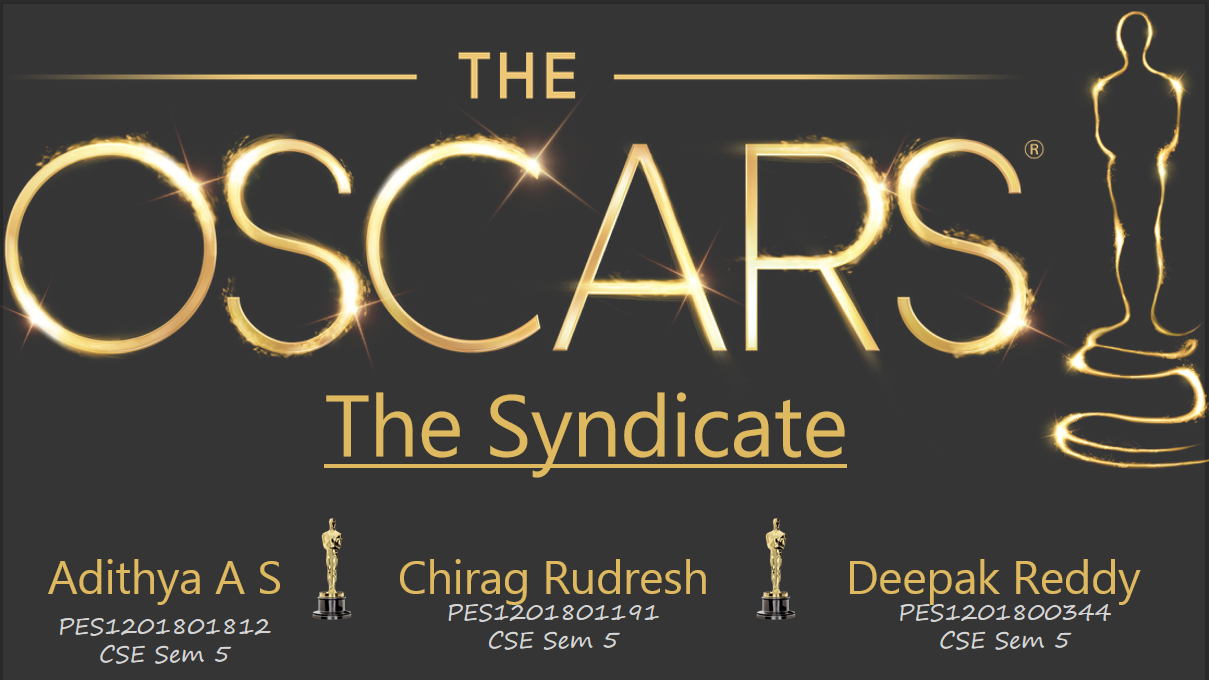 THE
OSCARS®
The Syndicate
Adithya A S
PES1201801812
CSE Sem 5
Chirag Rudresh
PES1201801191
CSE Sem 5
Deepak Reddy
PES1201800344
CSE Sem 5